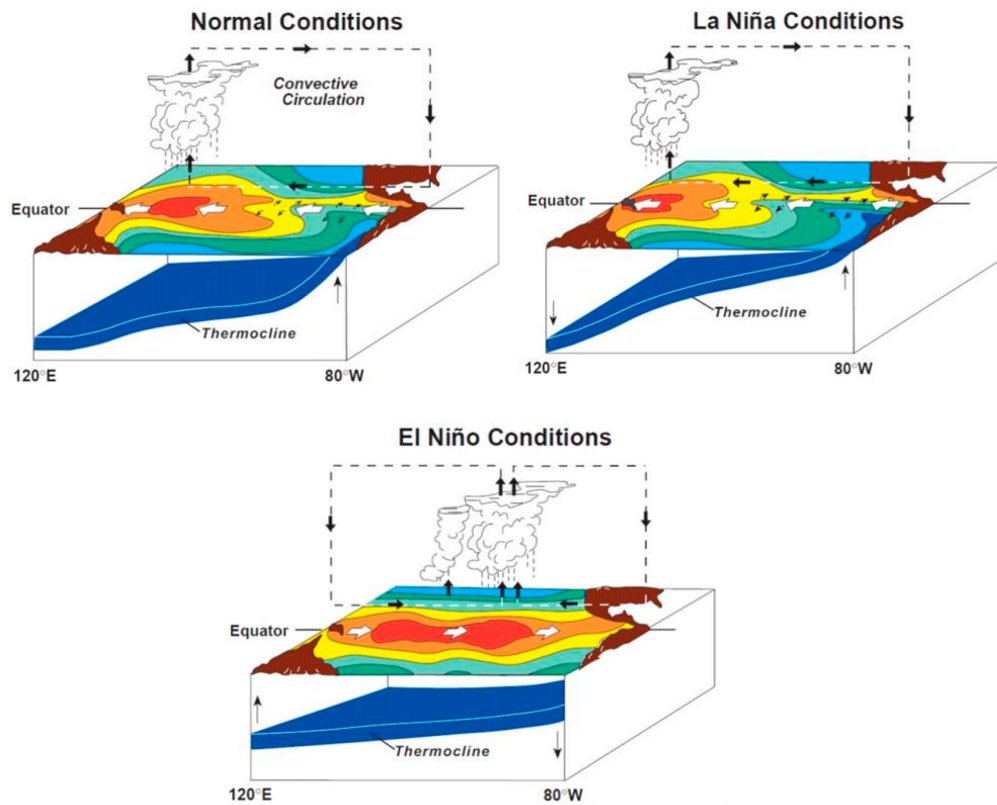 Normal Conditions
Convective
Circulation
Equator
Thermocline
120°E
80°W
La Niña Conditions
Equator
Thermocline
120°E
80°W
El Niño Conditions
Equator
Thermocline
120°E
80°W